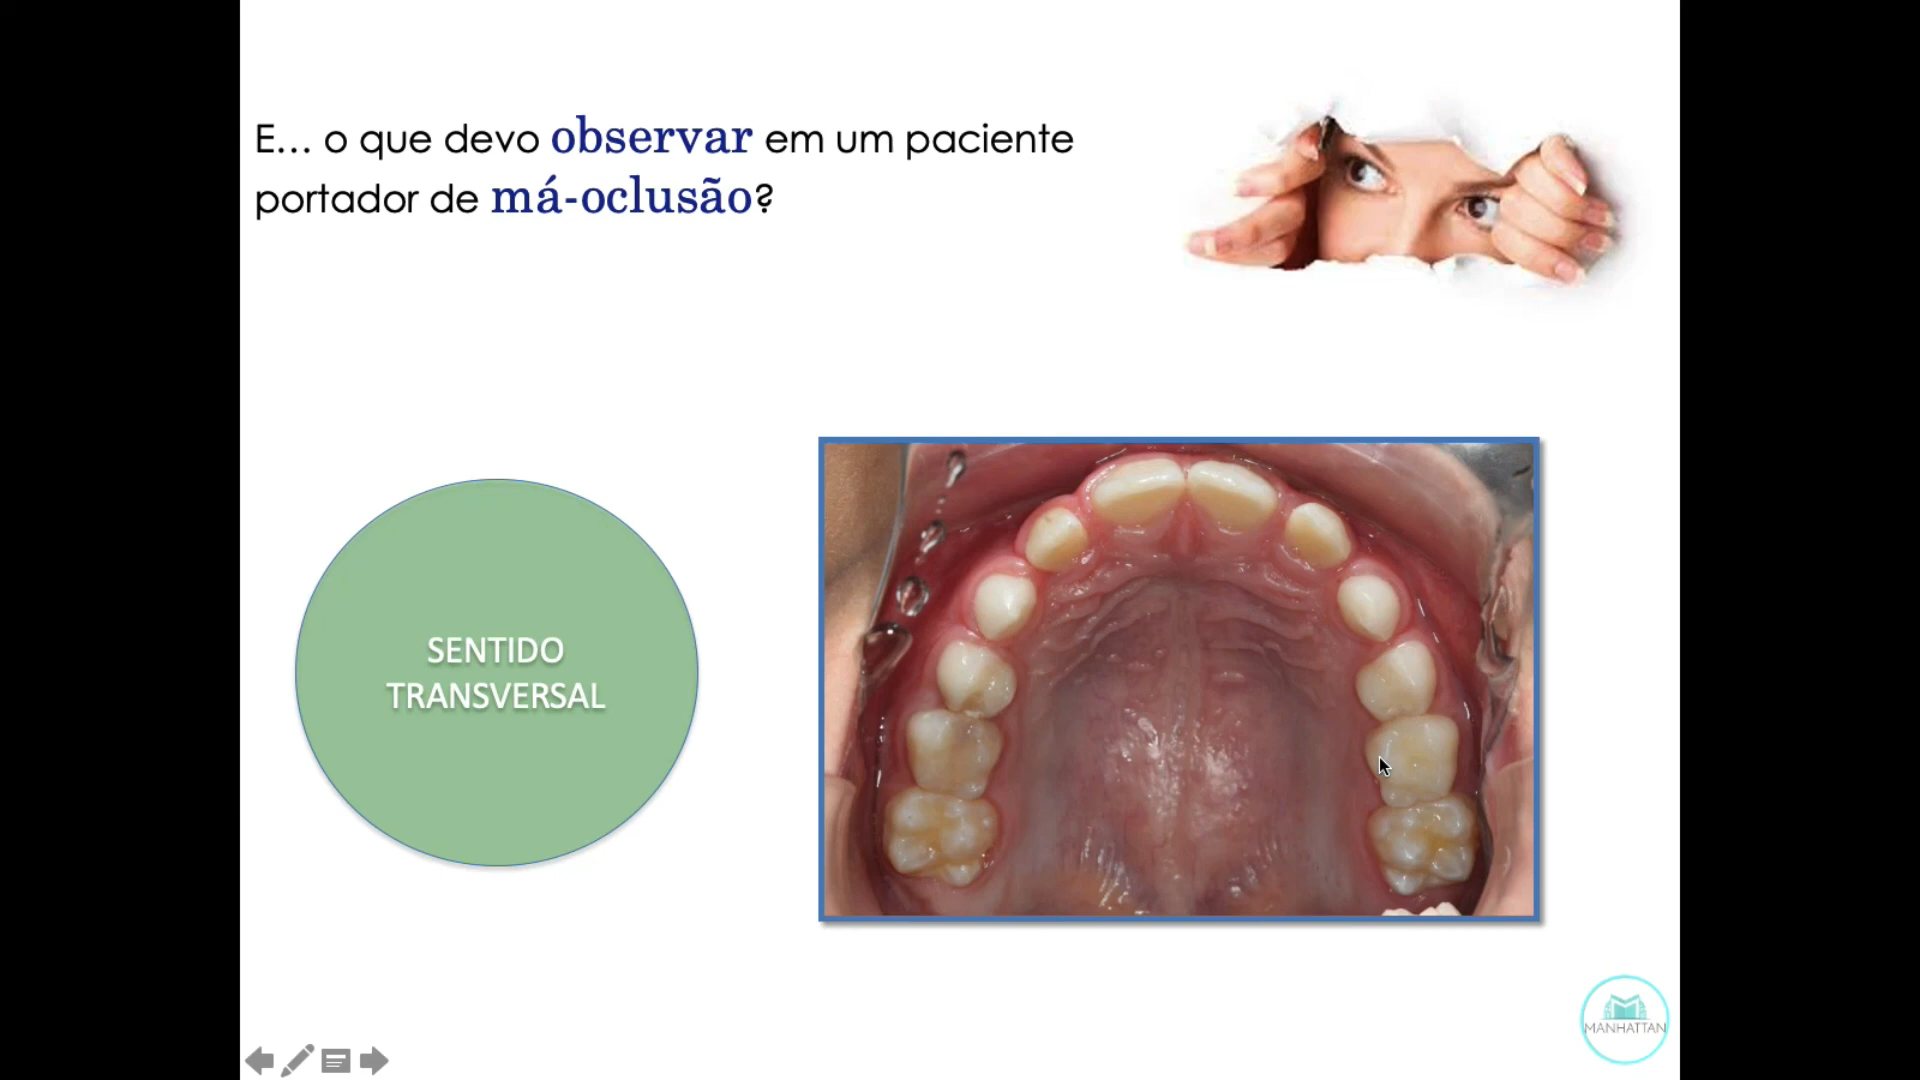 E... o que devo observar em um paciente
portador de má-oclusão?
SENTIDO
TRANSVERSAL
MANHATTAN